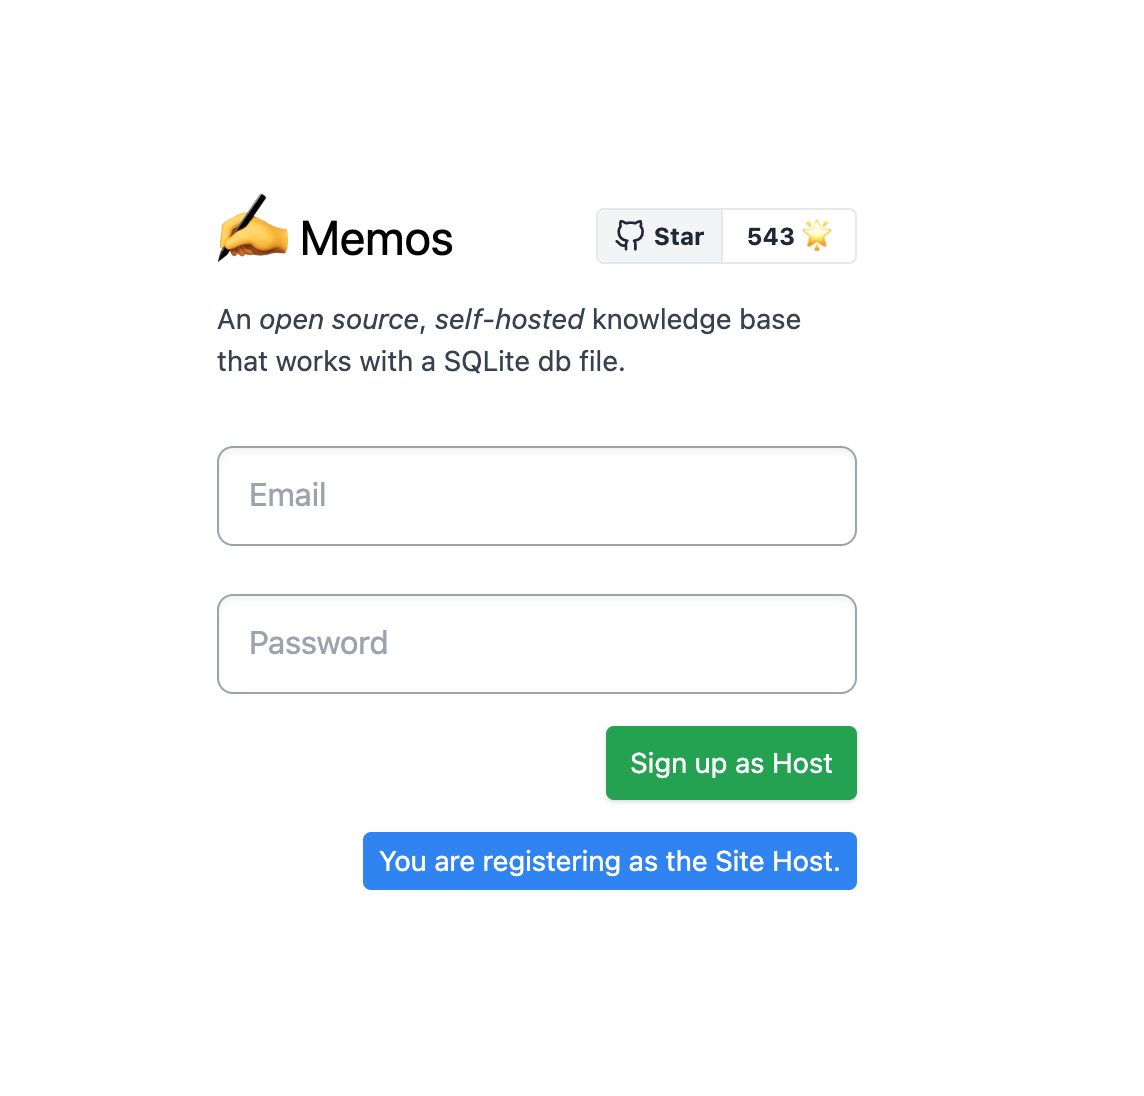 Memos
Star
543
An open source, self-hosted knowledge base
that works with a SQLite db file.
Email
Password
Sign up as Host
You are registering as the Site Host.